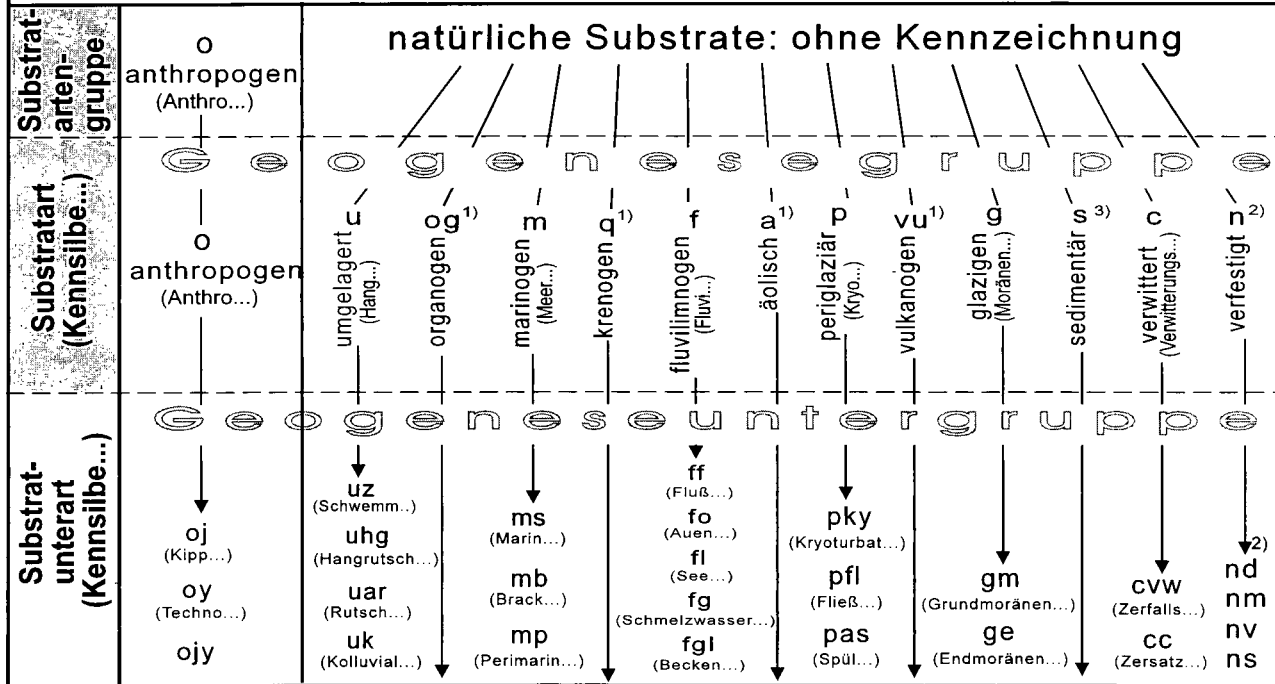 Substrat-
arten-
gruppe
o
anthropogen
(Anthro...)
natürliche Substrate: ohne Kennzeichnung
Geogenesegruppe
Substratart
(Kennsilbe...)
o
anthropogen
(Anthro...)
u
umgelagert
(Hang...)
og¹⁾
organogen
m
marinogen
(Meer...)
q¹⁾
krenogen
f
fluvilimnogen
(Fluvi...)
a¹⁾
äolisch
p
periglaziär
(Kryo...)
vu¹⁾
vulkanogen
g
glazigen
(Moränen...)
s³⁾
sedimentär
c
verwittert
(Verwitterungs...)
n²⁾
verfestigt
Geogeneseuntergruppe
Substrat-
unterart
(Kennsilbe...)
oj
(Kipp...)
oy
(Techno...)
ojy
uz
(Schwemm..)
uhg
(Hangrutsch...)
uar
(Rutsch...)
uk
(Kolluvial...)
ms
(Marin...)
mb
(Brack...)
mp
(Perimarin...)
ff
(Fluß...)
fo
(Auen...)
fl
(See...)
fg
(Schmelzwasser...)
fgl
(Becken...)
pky
(Kryoturbat...)
pfl
(Fließ...)
pas
(Spül...)
gm
(Grundmoränen...)
ge
(Endmoränen...)
cvw
(Zerfalls...)
cc
(Zersatz...)
2)
nd
nm
nv
ns